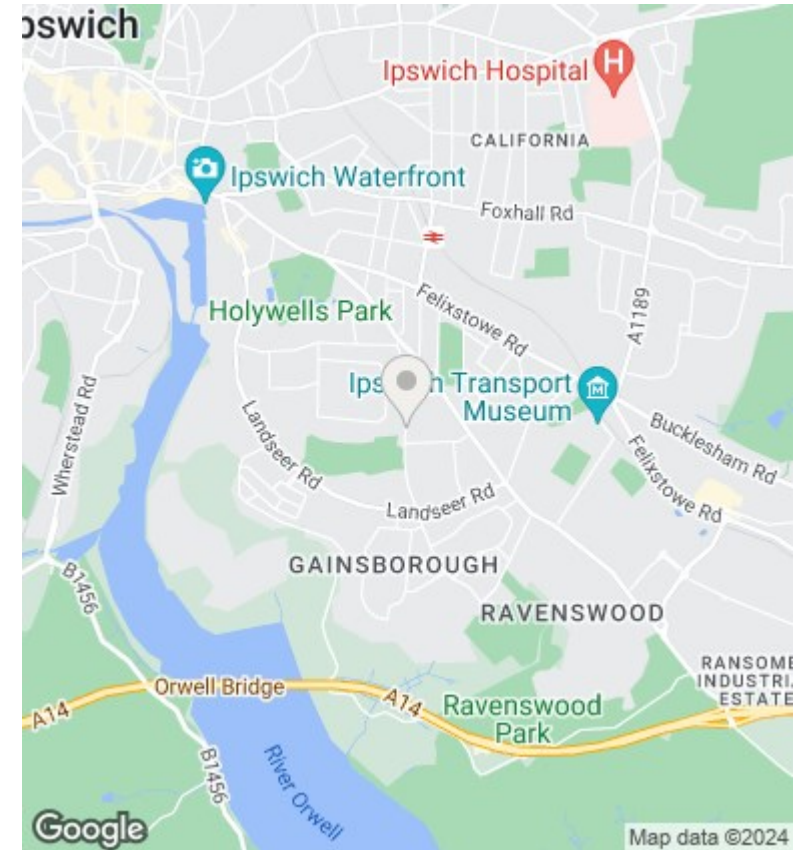 pswich
Ipswich Hospital
H
CALIFORNIA
Ipswich Waterfront
Foxhall Rd
Holywells Park
Felixstowe Rd
A1189
Ips h Transport
Museum
M
Wherstead Rd
Landseer Rd
Bucklesham Rd
Felixstowe Rd
Landseer Rd
GAINSBOROUGH
B1456
RAVENSWOOD
RANSOME
INDUSTRI
ESTATE
Orwell Bridge
A14
A14
Ravenswood
Park
B1456
River Orwell
Google
Map data ©2024